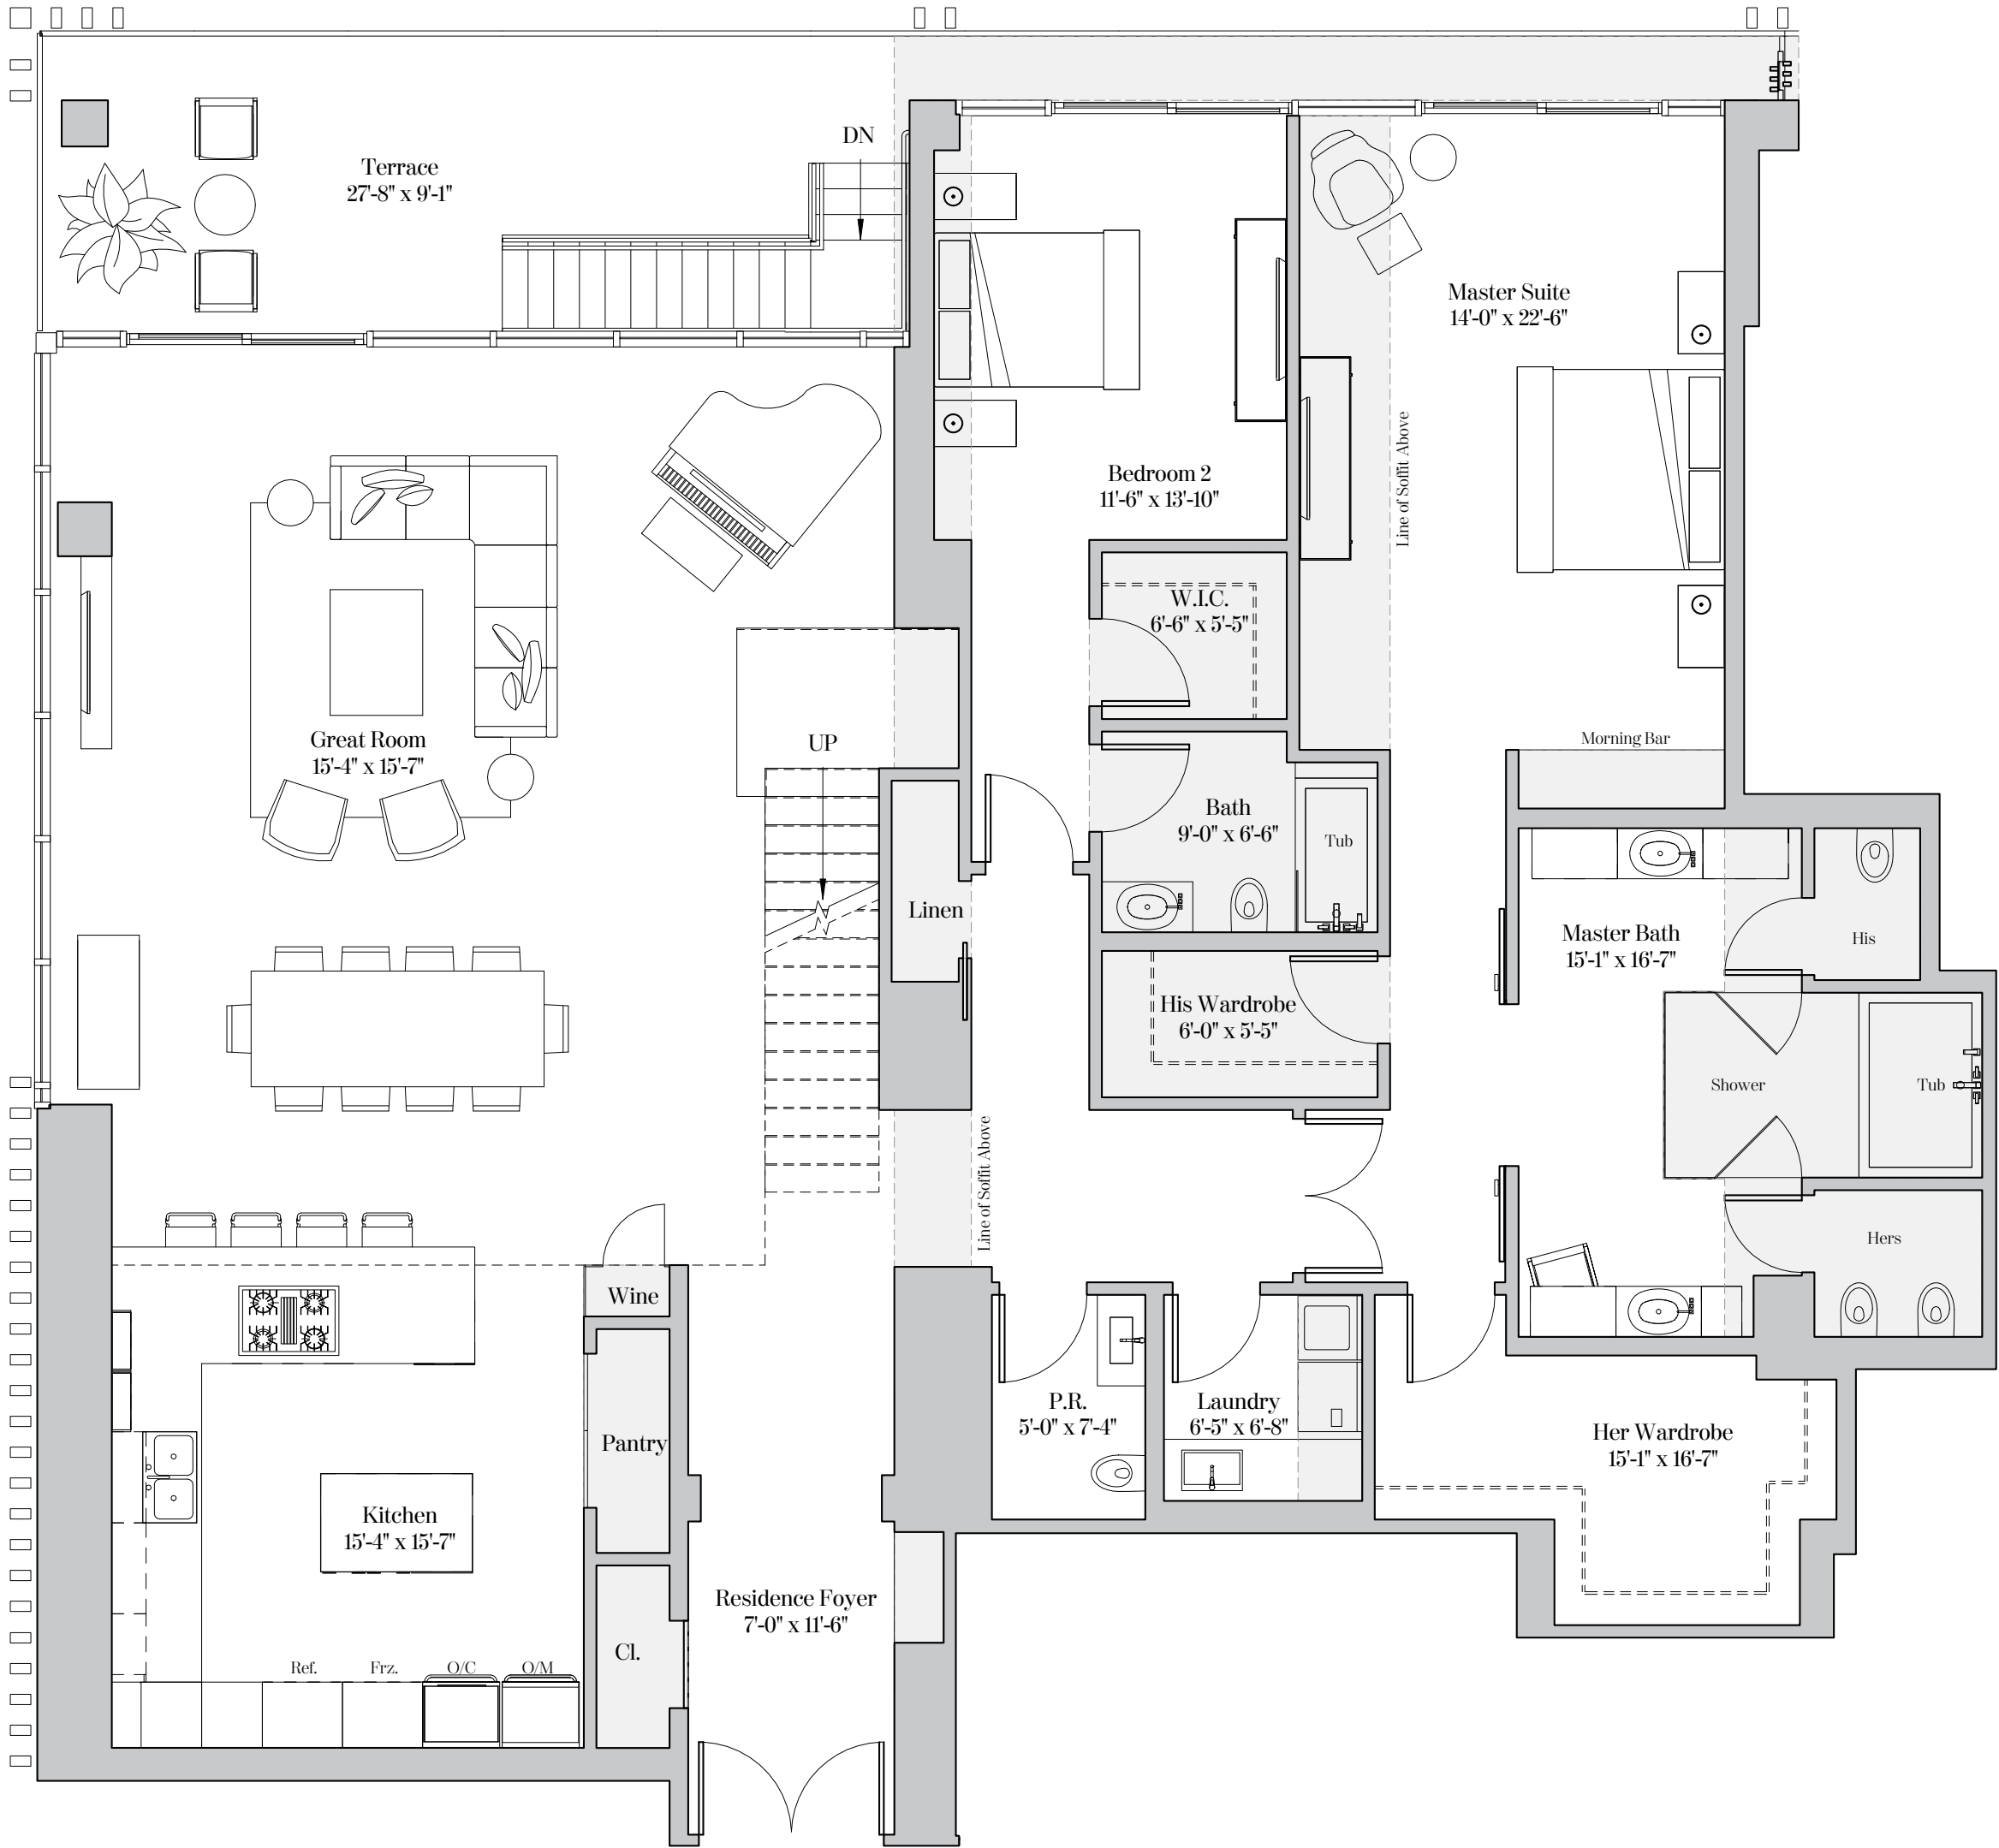 DN
Terrace
27'-8" x 9'-1"
Master Suite
14'-0" x 22'-6"
Line of Soffit Above
Bedroom 2
11'-6" x 13'-10"
W.I.C.
6'-6" x 5'-5"
Great Room
15'-4" x 15'-7"
UP
Morning Bar
Bath
9'-0" x 6'-6"
Tub
Linen
Master Bath
15'-1" x 16'-7"
His
His Wardrobe
6'-0" x 5'-5"
Shower
Tub
Line of Soffit Above
Hers
Wine
P.R.
5'-0" x 7'-4"
Laundry
6'-5" x 6'-8"
Her Wardrobe
15'-1" x 16'-7"
Pantry
Kitchen
15'-4" x 15'-7"
Residence Foyer
7'-0" x 11'-6"
Cl.
Ref.
Frz.
O/C
O/M